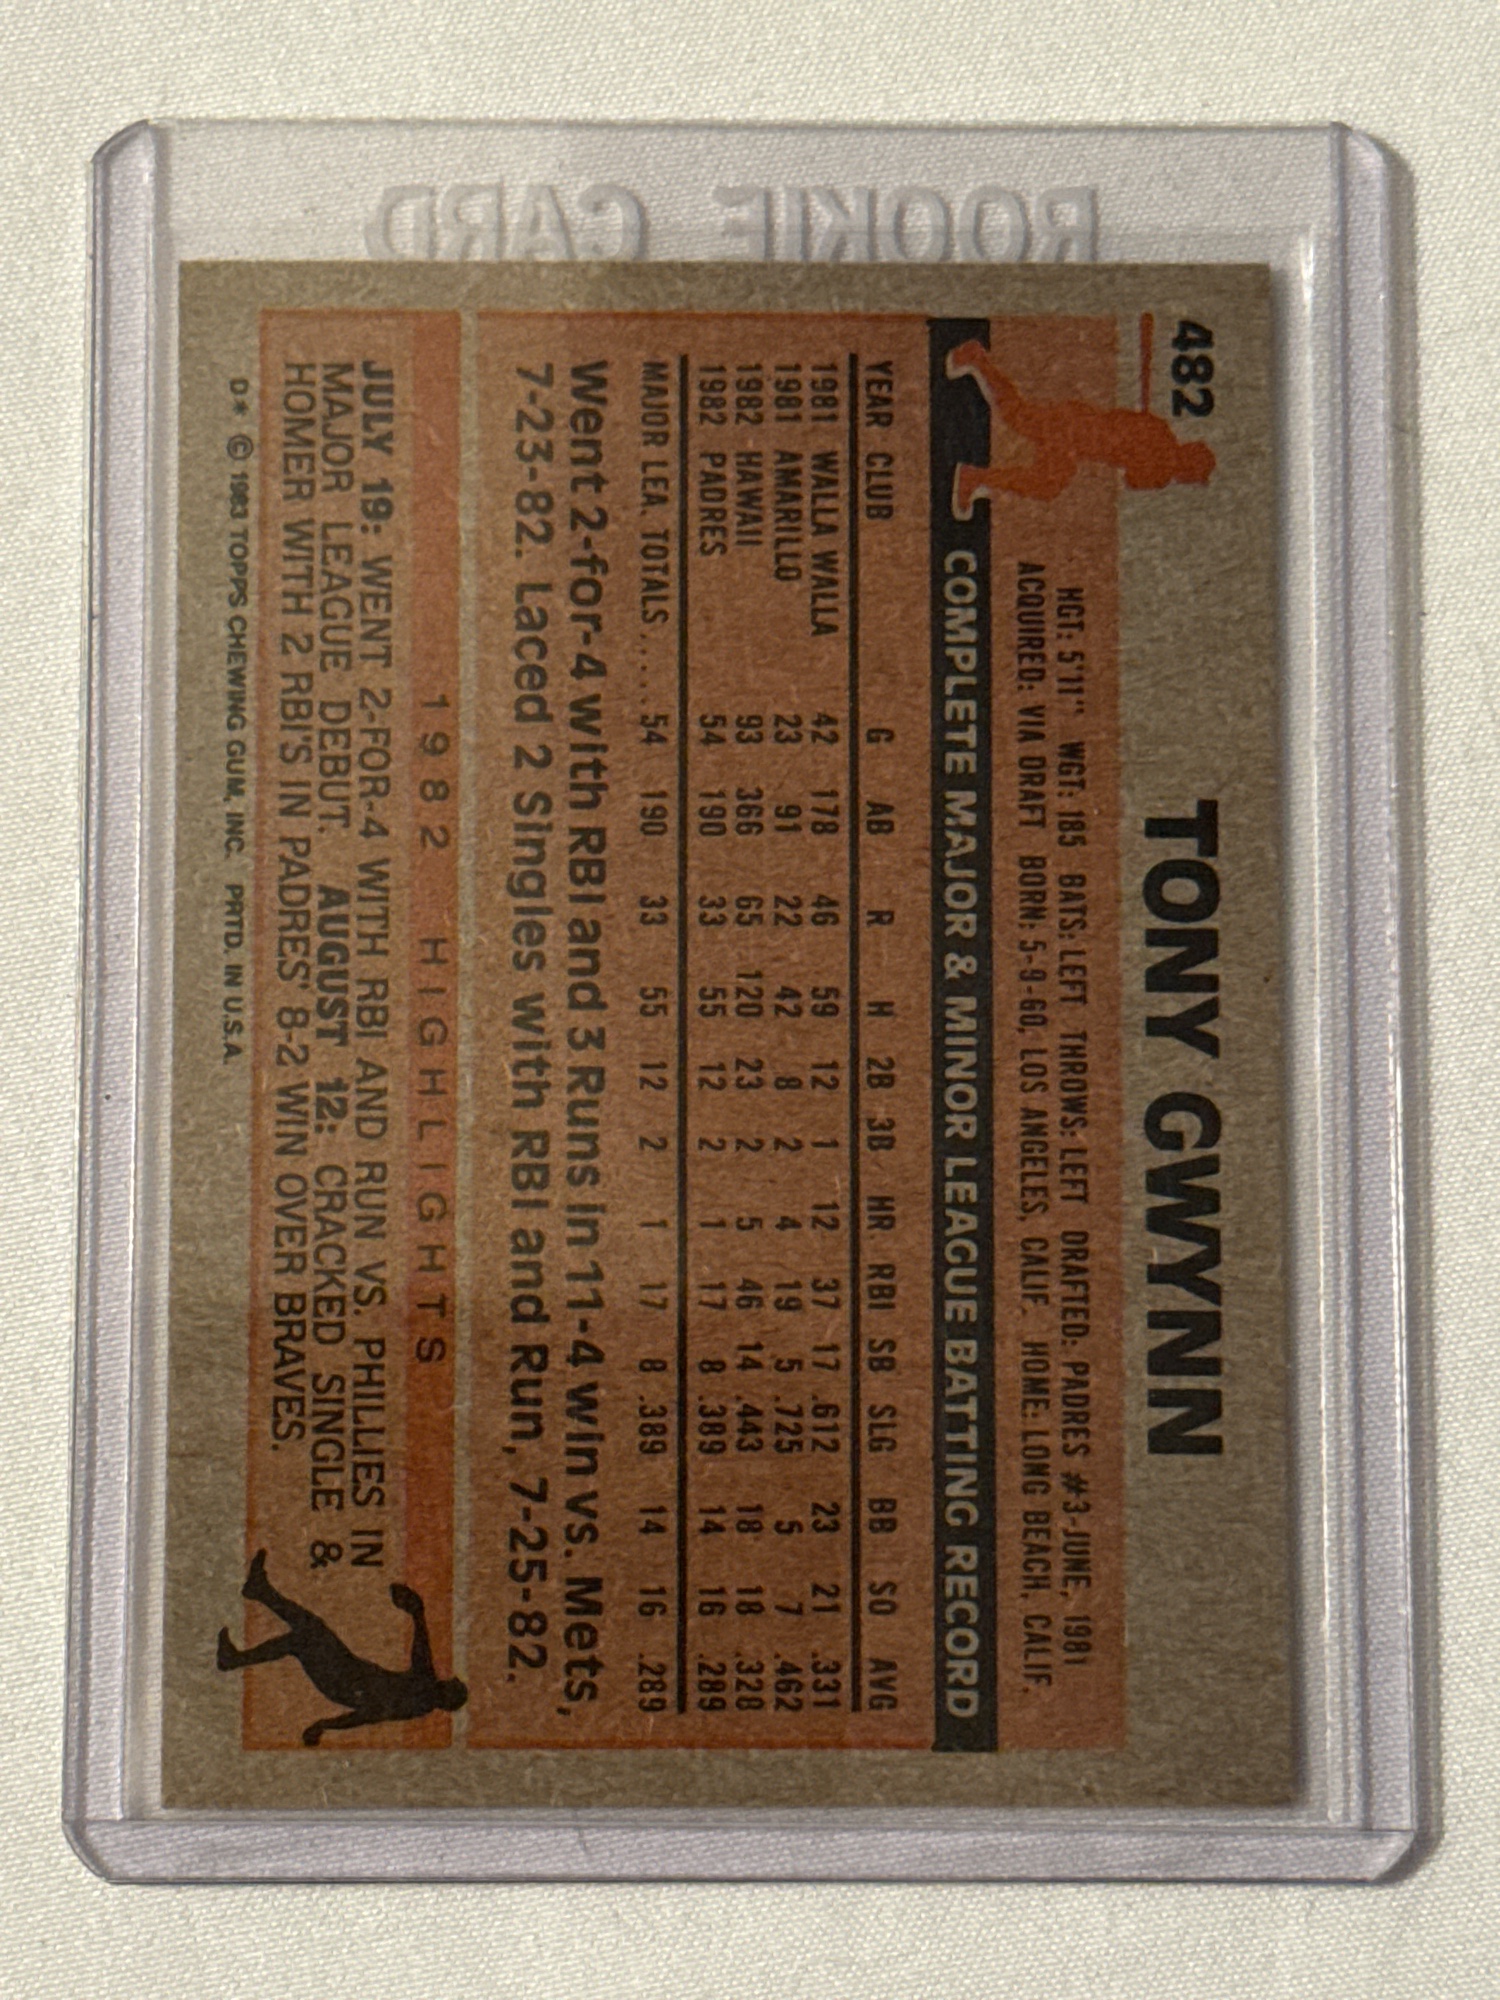 ROOKIE CARD
482
TONY GWYNN
HGT: 5'11" WGT: 185 BATS: LEFT THROWS: LEFT DRAFTED: PADRES #3-JUNE, 1981
ACQUIRED: VIA DRAFT BORN: 5-9-60, LOS ANGELES, CALIF. HOME: LONG BEACH, CALIF.
COMPLETE MAJOR & MINOR LEAGUE BATTING RECORD
YEAR CLUB G AB R H 2B 3B HR. RBI SB SLG BB SO AVG
1981 WALLA WALLA 42 178 46 59 12 1 12 37 17 .612 23 21 .331
1981 AMARILLO 23 91 22 42 8 2 4 19 5 .725 5 7 .462
1982 HAWAII 93 366 65 120 23 2 5 46 14 .443 18 18 .328
1982 PADRES 54 190 33 55 12 2 1 17 8 .389 14 16 .289
MAJOR LEA. TOTALS ..... 54 190 33 55 12 2 1 17 8 .389 14 16 .289
Went 2-for-4 with RBI and 3 Runs in 11-4 win vs. Mets,
7-23-82. Laced 2 Singles with RBI and Run, 7-25-82.
1982 HIGHLIGHTS
JULY 19: WENT 2-FOR-4 WITH RBI AND RUN VS. PHILLIES IN
MAJOR LEAGUE DEBUT. AUGUST 12: CRACKED SINGLE &
HOMER WITH 2 RBI'S IN PADRES' 8-2 WIN OVER BRAVES.
D* © 1983 TOPPS CHEWING GUM, INC. PRTD. IN U.S.A.